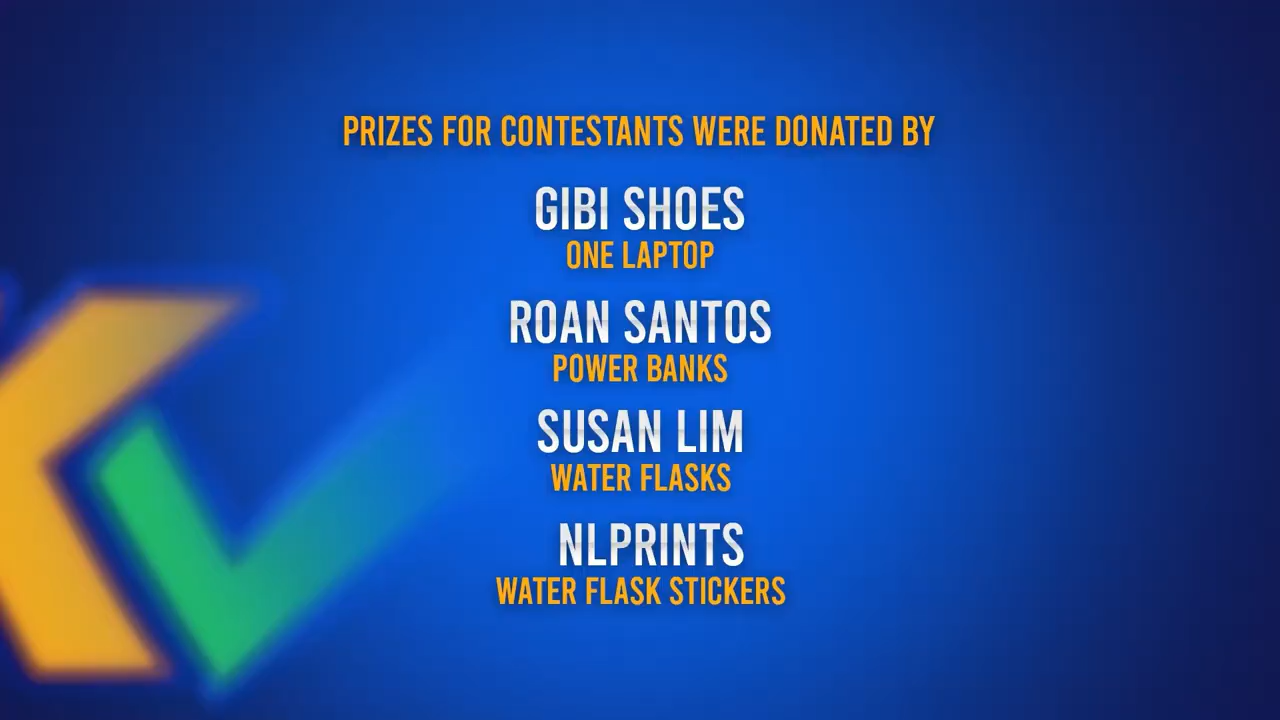 PRIZES FOR CONTESTANTS WERE DONATED BY
GIBI SHOES
ONE LAPTOP
ROAN SANTOS
POWER BANKS
SUSAN LIM
WATER FLASKS
NLPRINTS
WATER FLASK STICKERS